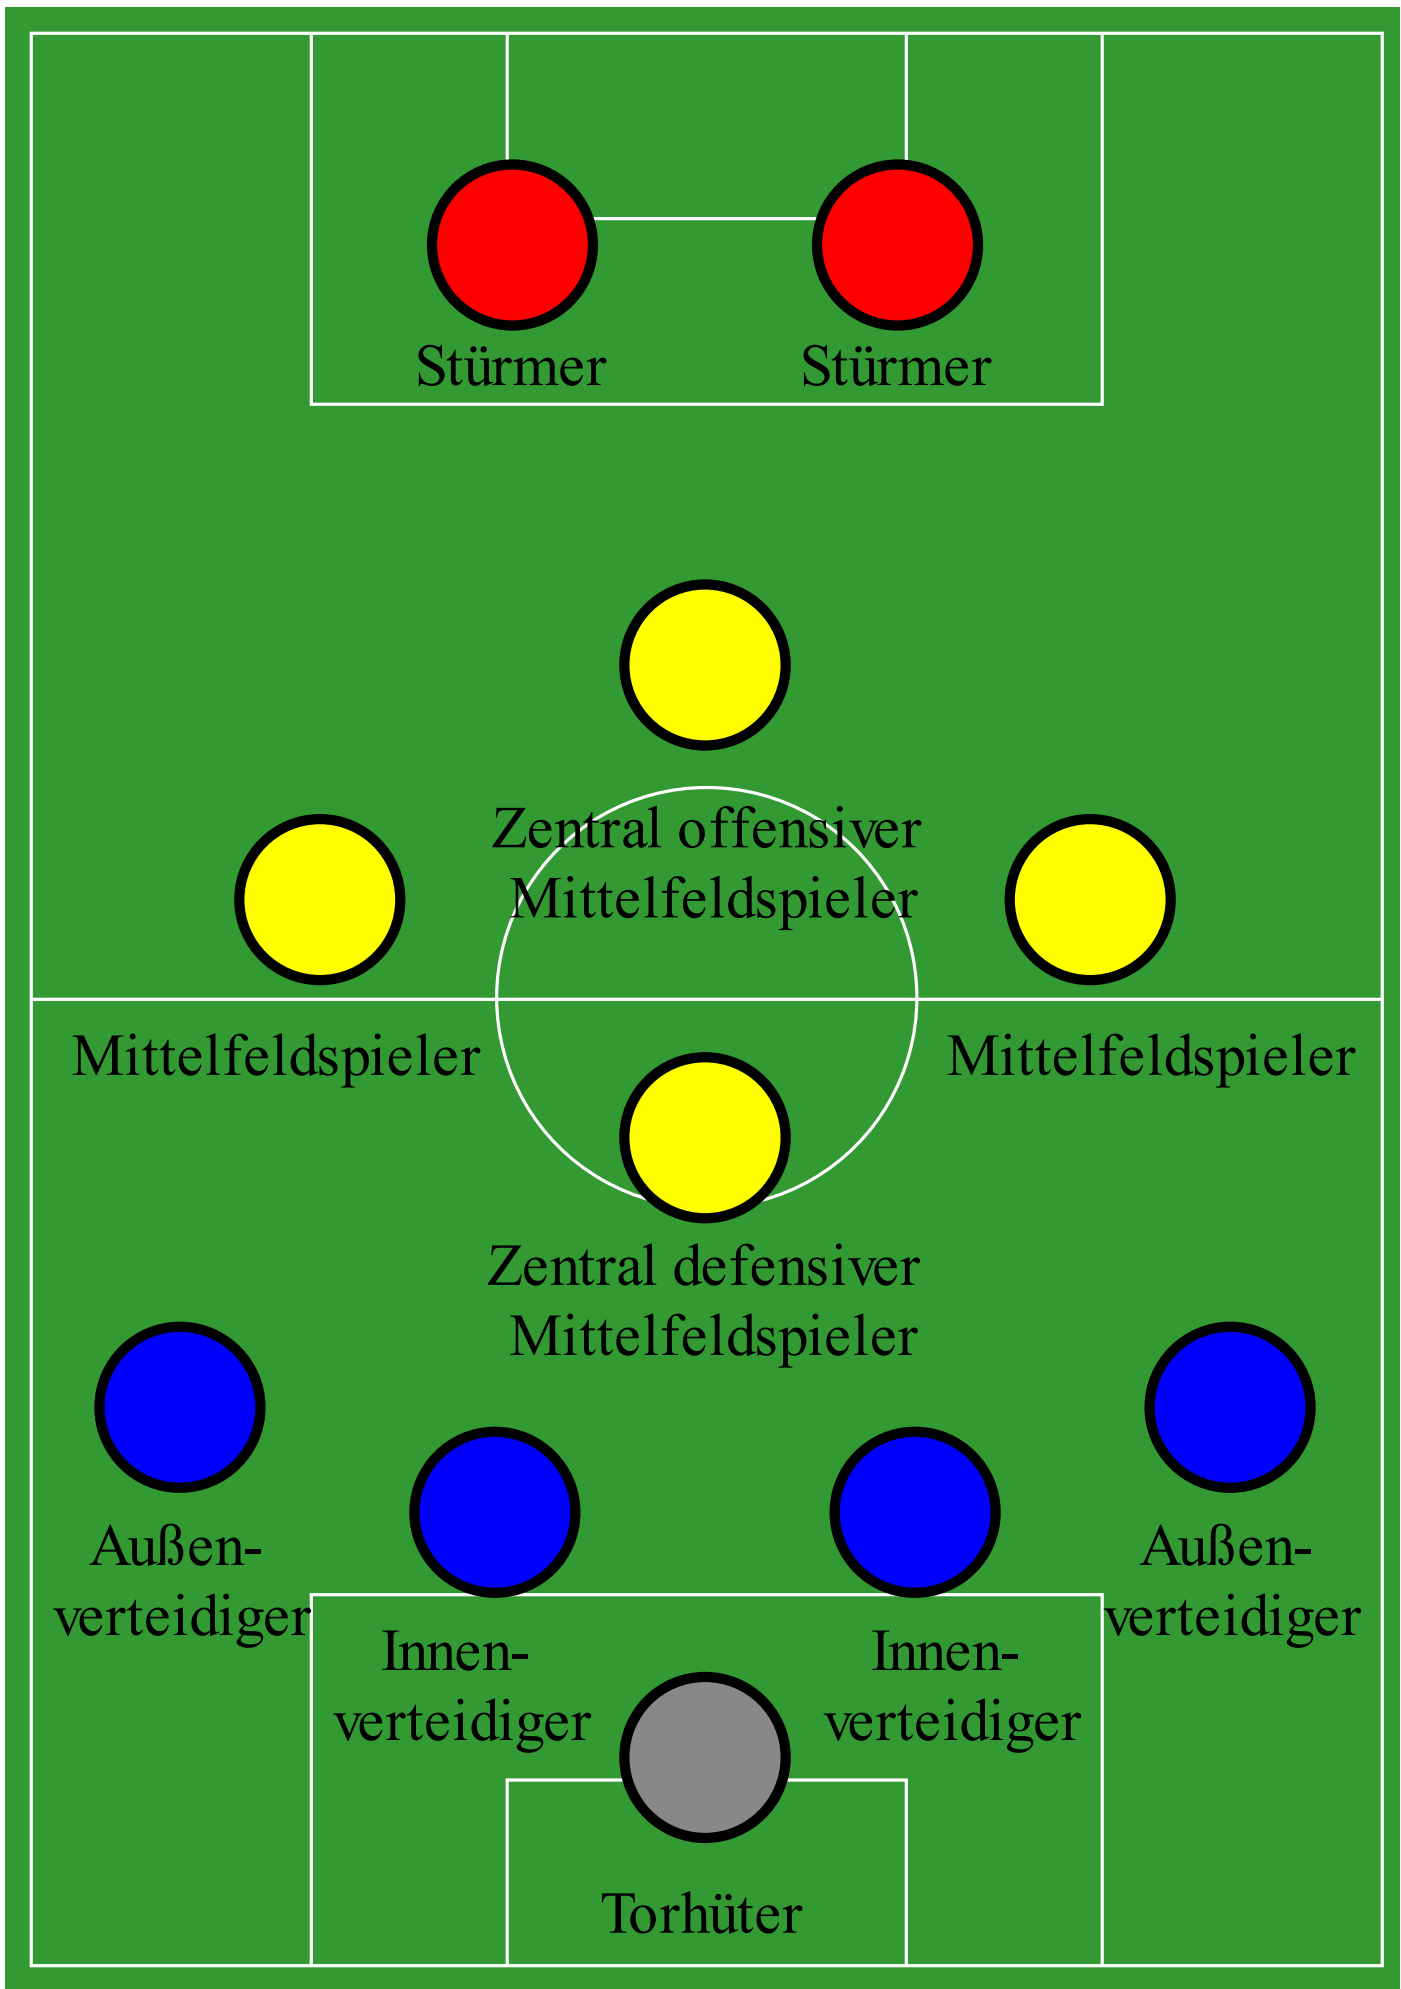 Stürmer
Stürmer
Zentral offensiver
Mittelfeldspieler
Mittelfeldspieler
Mittelfeldspieler
Zentral defensiver
Mittelfeldspieler
Außen-
verteidiger
Außen-
verteidiger
Innen-
verteidiger
Innen-
verteidiger
Torhüter